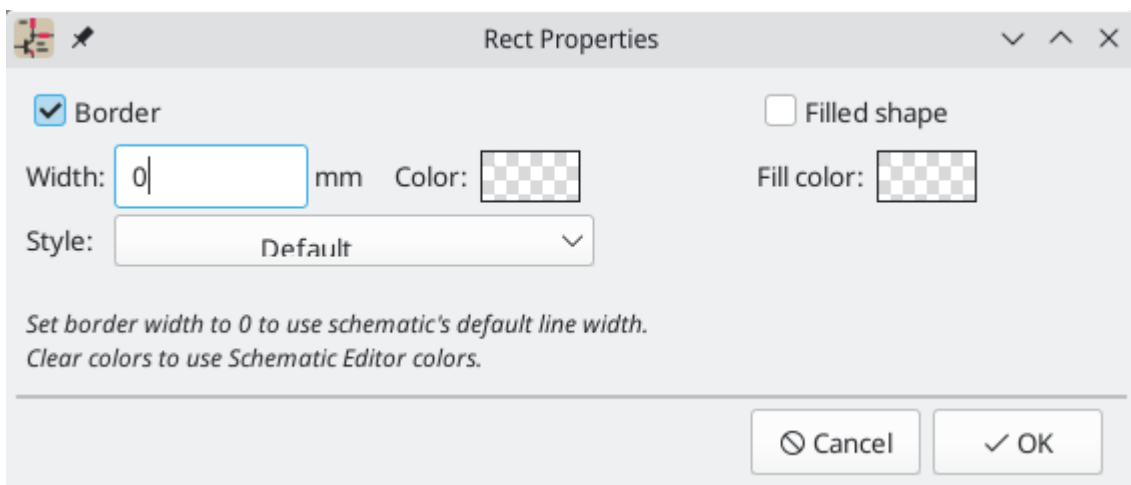 Rect Properties
Border
Filled shape
Width: 0 mm Color:
Fill color:
Style: Default
Set border width to 0 to use schematic's default line width.
Clear colors to use Schematic Editor colors.
Cancel
OK